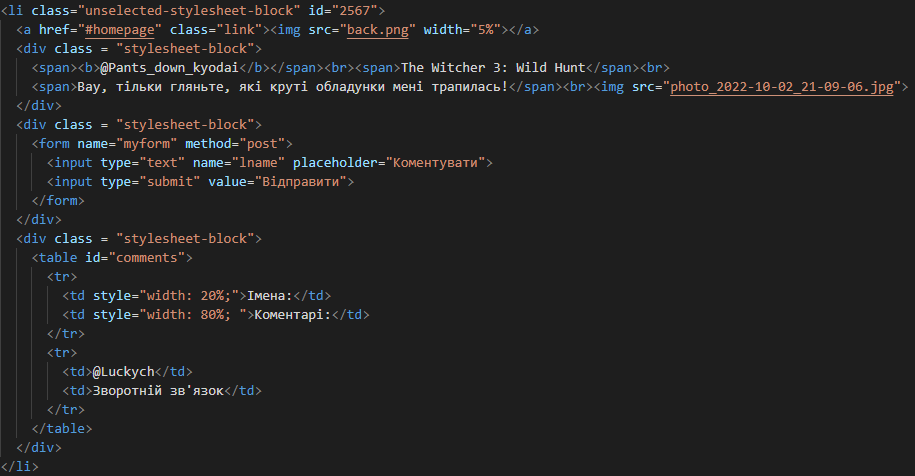 <li class="unselected-stylesheet-block" id="2567">
<a href="#homepage" class="link"><img src="back.png" width="5%"></a>
<div class = "stylesheet-block">
<span><b>@Pants_down_kyodai</b></span><br><span>The Witcher 3: Wild Hunt</span><br>
<span>Вау, тільки гляньте, які круті обладунки мені трапилась!</span><br><img src="photo_2022-10-02_21-09-06.jpg">
</div>
<div class = "stylesheet-block">
<form name="myform" method="post">
<input type="text" name="lname" placeholder="Коментувати">
<input type="submit" value="Відправити">
</form>
</div>
<div class = "stylesheet-block">
<table id="comments">
<tr>
<td style="width: 20%;">Імена:</td>
<td style="width: 80%; ">Коментарі:</td>
</tr>
<tr>
<td>@Luckych</td>
<td>Зворотній зв'язок</td>
</tr>
</table>
</div>
</li>